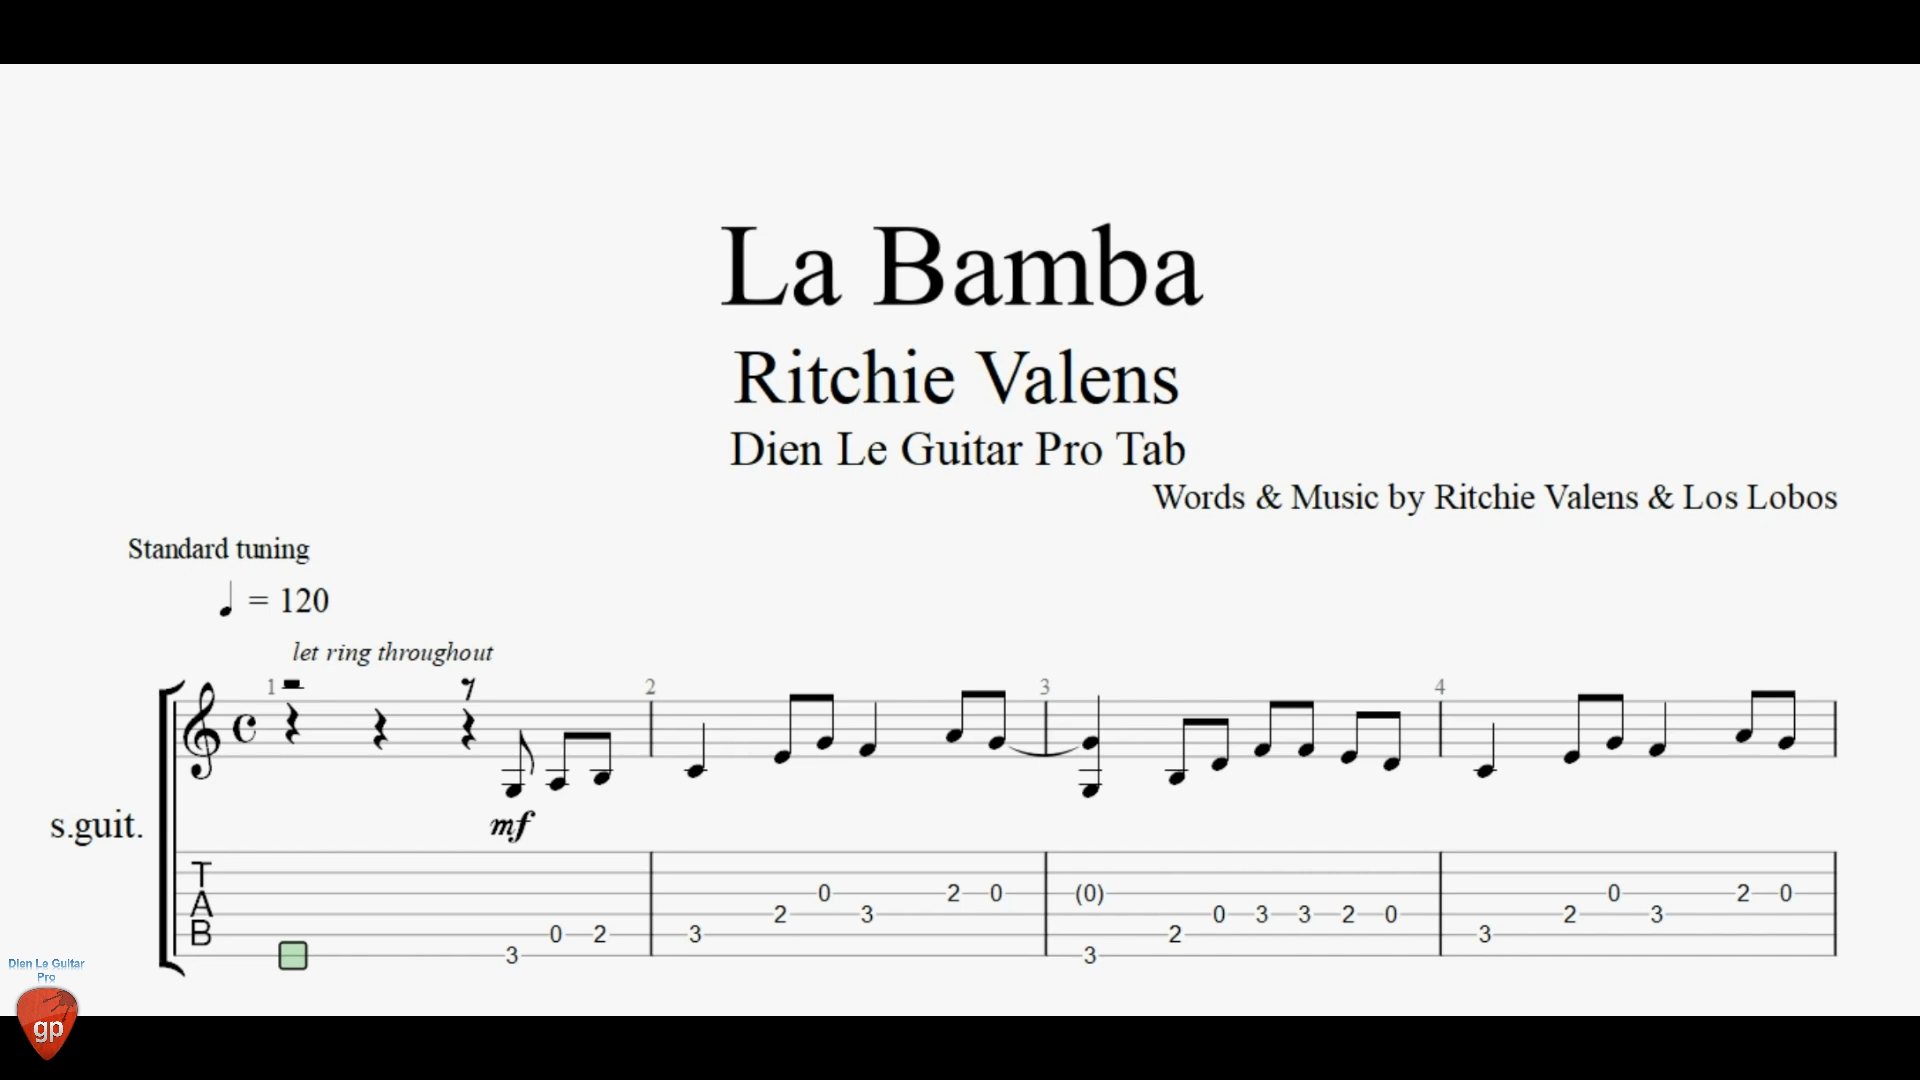 La Bamba
Ritchie Valens
Dien Le Guitar Pro Tab
Words & Music by Ritchie Valens & Los Lobos
Standard tuning
= 120
let ring throughout
1 2 3 4
s.guit.
mf
T
A
B
0 2 0 (0) 0 2 0
2 3 0 3 3 2 0 2 3
0 2 3 2 3
3 3
Dien Le Guitar
Pro
gp